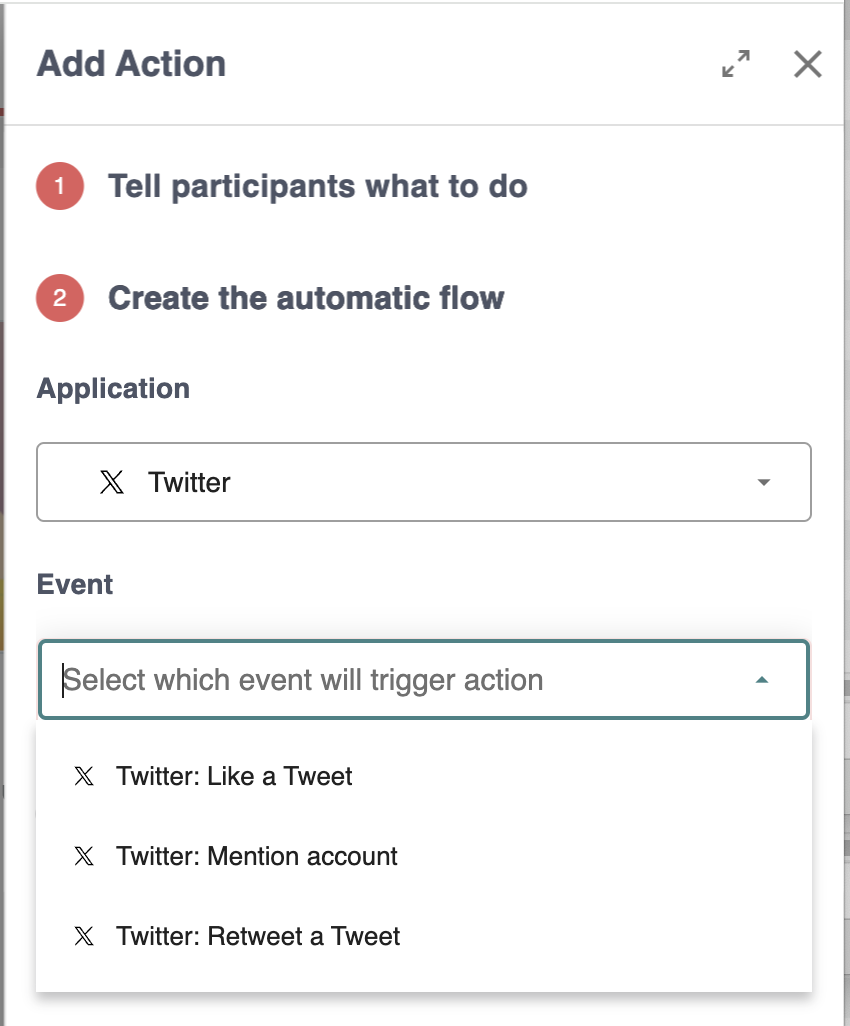 Add Action
1 Tell participants what to do
2 Create the automatic flow
Application
Twitter
Event
Select which event will trigger action
Twitter: Like a Tweet
Twitter: Mention account
Twitter: Retweet a Tweet